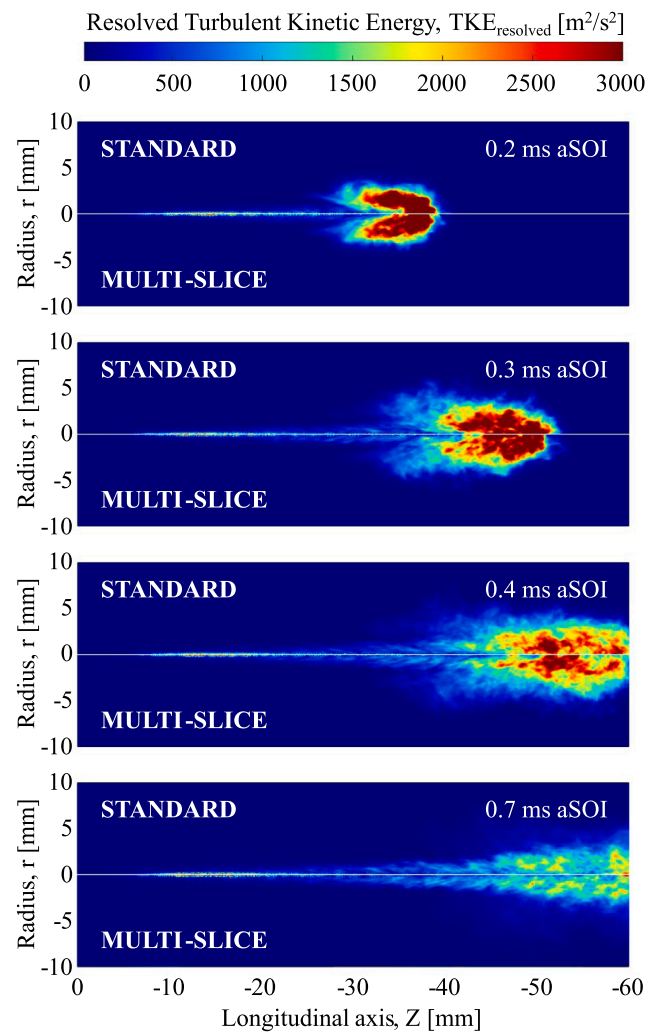 Resolved Turbulent Kinetic Energy, TKEresolved [m²/s²]
0 500 1000 1500 2000 2500 3000
10
STANDARD 0.2 ms aSOI
5
Radius, r [mm]
0
-5
MULTI-SLICE
-10
10
STANDARD 0.3 ms aSOI
5
Radius, r [mm]
0
-5
MULTI-SLICE
-10
10
STANDARD 0.4 ms aSOI
5
Radius, r [mm]
0
-5
MULTI-SLICE
-10
10
STANDARD 0.7 ms aSOI
5
Radius, r [mm]
0
-5
MULTI-SLICE
-10
0 -10 -20 -30 -40 -50 -60
Longitudinal axis, Z [mm]